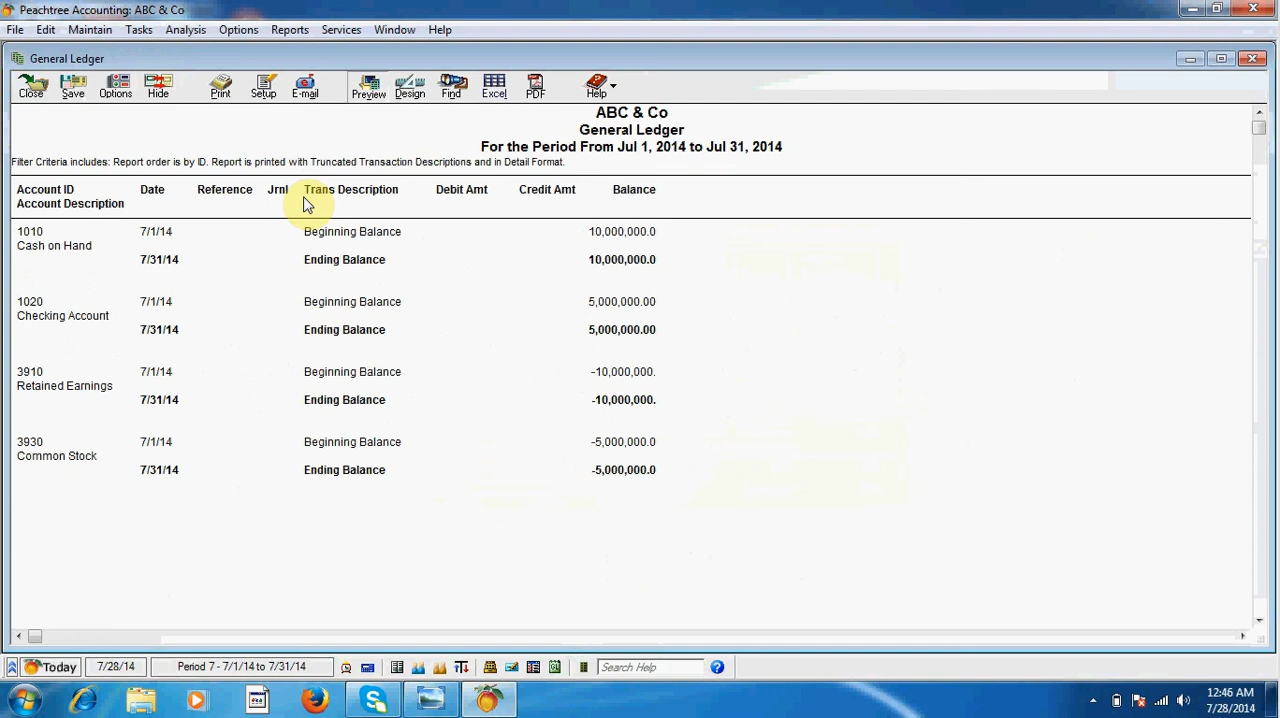 Peachtree Accounting: ABC & Co
File Edit Maintain Tasks Analysis Options Reports Services Window Help
General Ledger
Close Save Options Hide Print Setup E-mail Preview Design Find Excel PDF Help
ABC & Co
General Ledger
For the Period From Jul 1, 2014 to Jul 31, 2014
Filter Criteria includes: Report order is by ID. Report is printed with Truncated Transaction Descriptions and in Detail Format.
Account ID Date Reference Jrnl Trans Description Debit Amt Credit Amt Balance
Account Description
1010 7/1/14 Beginning Balance 10,000,000.0
Cash on Hand
7/31/14 Ending Balance 10,000,000.0
1020 7/1/14 Beginning Balance 5,000,000.00
Checking Account
7/31/14 Ending Balance 5,000,000.00
3910 7/1/14 Beginning Balance -10,000,000.
Retained Earnings
7/31/14 Ending Balance -10,000,000.
3930 7/1/14 Beginning Balance -5,000,000.0
Common Stock
7/31/14 Ending Balance -5,000,000.0
Today 7/28/14 Period 7 - 7/1/14 to 7/31/14 Search Help
12:46 AM
7/28/2014